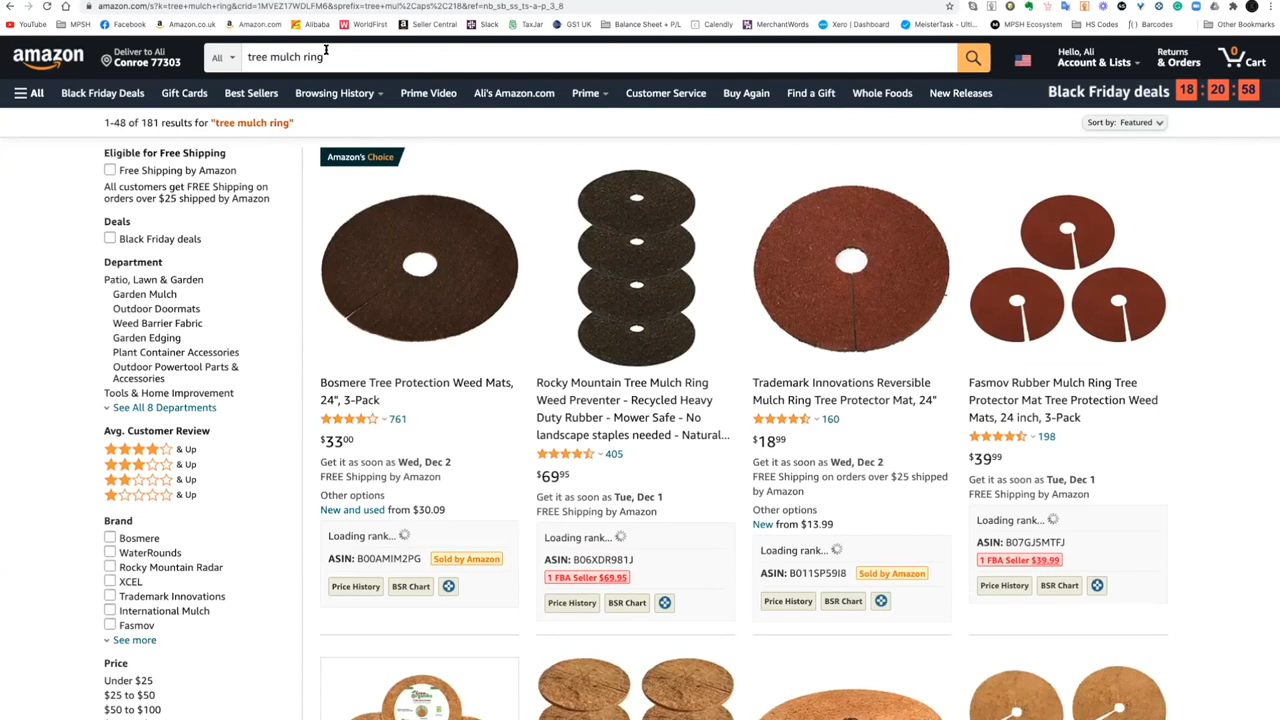 amazon.com/s?k=tree+mulch+ring&crid=1MVEZ17WDLFM6&sprefix=tree+mul%2Caps%2C218&ref=nb_sb_ss_ts-a-p_3_8
YouTube MPSH Facebook Amazon.co.uk Amazon.com Alibaba WorldFirst Seller Central Slack TaxJar GS1 UK Balance Sheet + P/L Calendly MerchantWords Xero | Dashboard MeisterTask - Ulti... MPSH Ecosystem HS Codes Barcodes Other Bookmarks
amazon
Deliver to Ali
Conroe 77303
All tree mulch ring
Hello, Ali
Account & Lists
Returns
& Orders
0
Cart
All Black Friday Deals Gift Cards Best Sellers Browsing History Prime Video Ali's Amazon.com Prime Customer Service Buy Again Find a Gift Whole Foods New Releases Black Friday deals 18 : 20 : 58
1-48 of 181 results for "tree mulch ring"
Sort by: Featured
Eligible for Free Shipping
Free Shipping by Amazon
All customers get FREE Shipping on
orders over $25 shipped by Amazon
Deals
Black Friday deals
Department
Patio, Lawn & Garden
Garden Mulch
Outdoor Doormats
Weed Barrier Fabric
Garden Edging
Plant Container Accessories
Outdoor Powertool Parts &
Accessories
Tools & Home Improvement
See All 8 Departments
Avg. Customer Review
& Up
& Up
& Up
& Up
Brand
Bosmere
WaterRounds
Rocky Mountain Radar
XCEL
Trademark Innovations
International Mulch
Fasmov
See more
Price
Under $25
$25 to $50
$50 to $100
Amazon's Choice
Bosmere Tree Protection Weed Mats,
24", 3-Pack
761
$33.00
Get it as soon as Wed, Dec 2
FREE Shipping by Amazon
Other options
New and used from $30.09
Loading rank...
ASIN: B00AMIM2PG Sold by Amazon
Price History BSR Chart
Rocky Mountain Tree Mulch Ring
Weed Preventer - Recycled Heavy
Duty Rubber - Mower Safe - No
landscape staples needed - Natural...
405
$69.95
Get it as soon as Tue, Dec 1
FREE Shipping by Amazon
Loading rank...
ASIN: B06XDR981J
1 FBA Seller $69.95
Price History BSR Chart
Trademark Innovations Reversible
Mulch Ring Tree Protector Mat, 24"
160
$18.99
Get it as soon as Wed, Dec 2
FREE Shipping on orders over $25 shipped
by Amazon
Other options
New from $13.99
Loading rank...
ASIN: B011SP59I8 Sold by Amazon
Price History BSR Chart
Fasmov Rubber Mulch Ring Tree
Protector Mat Tree Protection Weed
Mats, 24 inch, 3-Pack
198
$39.99
Get it as soon as Tue, Dec 1
FREE Shipping by Amazon
Loading rank...
ASIN: B07GJ5MTFJ
1 FBA Seller $39.99
Price History BSR Chart